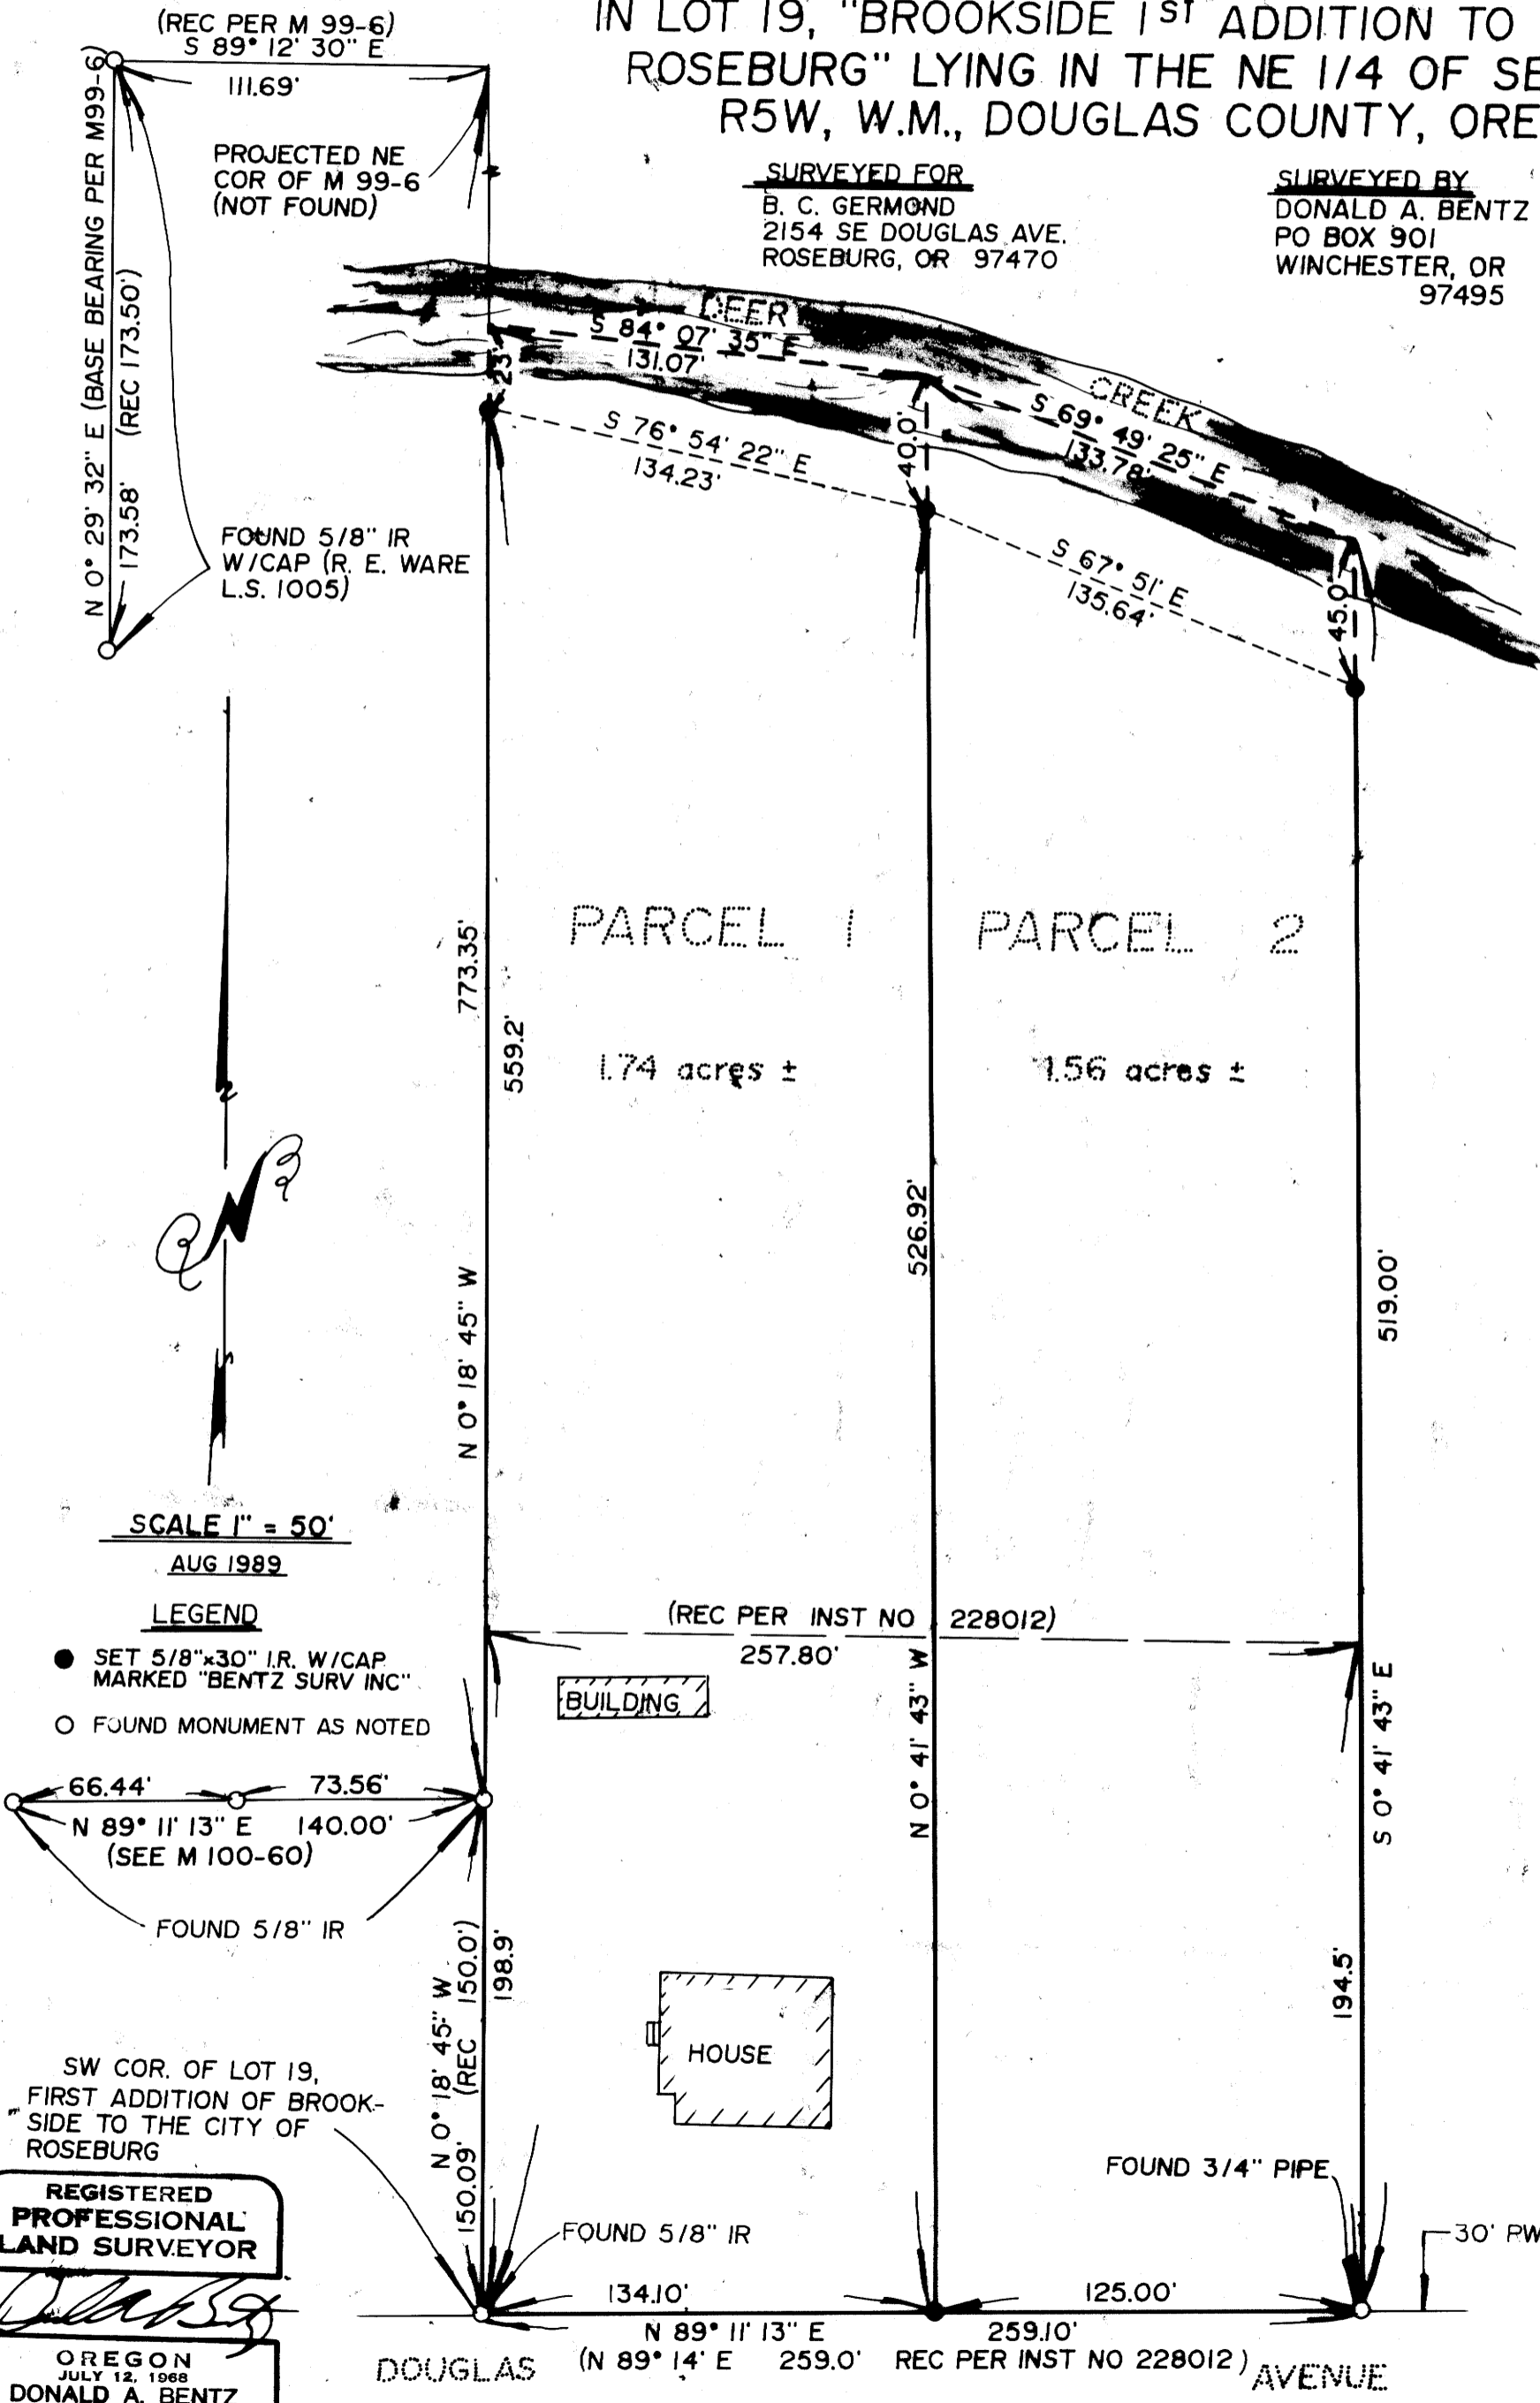 (REC PER M 99-6)
S 89° 12' 30" E
111.69'
IN LOT 19, "BROOKSIDE 1ST ADDITION TO
ROSEBURG" LYING IN THE NE 1/4 OF SE
R5W, W.M., DOUGLAS COUNTY, ORE
PROJECTED NE
COR OF M 99-6
(NOT FOUND)
SURVEYED FOR
B. C. GERMOND
2154 SE DOUGLAS AVE.
ROSEBURG, OR 97470
SURVEYED BY
DONALD A. BENTZ
PO BOX 901
WINCHESTER, OR
97495
N 0° 29' 32" E (BASE BEARING PER M99-6)
173.58' (REC 173.50')
FOUND 5/8" IR
W/CAP (R. E. WARE
L.S. 1005)
DEER
CREEK
S 84° 07' 35" E
131.07'
23'
S 76° 54' 22" E
134.23'
40.0'
S 69° 49' 25" E
133.78'
S 67° 51' E
135.64'
45.0'
PARCEL 1
PARCEL 2
773.35'
559.2'
1.74 acres ±
1.56 acres ±
526.92'
519.00'
N 0° 18' 45" W
N
S
SCALE 1" = 50'
AUG 1989
LEGEND
SET 5/8"x30" I.R. W/CAP
MARKED "BENTZ SURV INC"
FOUND MONUMENT AS NOTED
(REC PER INST NO 228012)
257.80'
BUILDING
N 0° 41' 43" W
S 0° 41' 43" E
66.44' 73.56'
N 89° 11' 13" E 140.00'
(SEE M 100-60)
FOUND 5/8" IR
N 0° 18' 45" W
150.09' (REC 150.0')
198.9'
194.5'
HOUSE
SW COR. OF LOT 19,
FIRST ADDITION OF BROOK-
SIDE TO THE CITY OF
ROSEBURG
FOUND 3/4" PIPE
FOUND 5/8" IR
30' RW
REGISTERED
PROFESSIONAL
LAND SURVEYOR
134.10' 125.00'
N 89° 11' 13" E 259.10'
(N 89° 14' E 259.0' REC PER INST NO 228012)
DOUGLAS AVENUE
OREGON
JULY 12, 1968
DONALD A. BENTZ